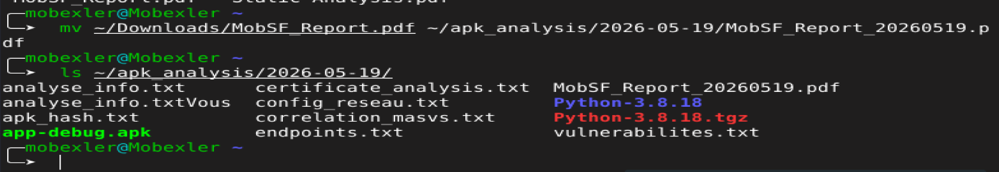 MobSF_Report.pdf Static Analysis.pdf
mobexler@Mobexler ~
mv ~/Downloads/MobSF_Report.pdf ~/apk_analysis/2026-05-19/MobSF_Report_20260519.p
df
mobexler@Mobexler ~
ls ~/apk_analysis/2026-05-19/
analyse_info.txt certificate_analysis.txt MobSF_Report_20260519.pdf
analyse_info.txtVous config_reseau.txt Python-3.8.18
apk_hash.txt correlation_masvs.txt Python-3.8.18.tgz
app-debug.apk endpoints.txt vulnerabilites.txt
mobexler@Mobexler ~